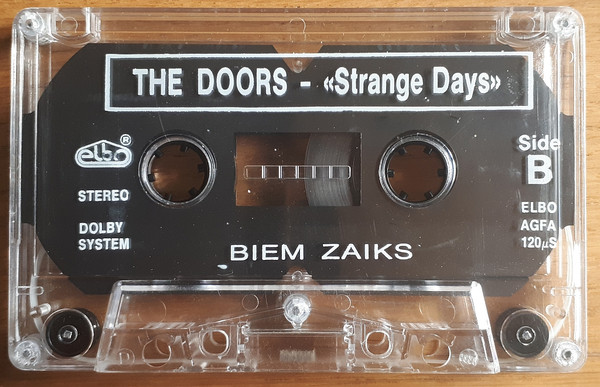 THE DOORS - «Strange Days»
elbo®
STEREO
DOLBY
SYSTEM
Side
B
ELBO
AGFA
120μS
BIEM ZAIKS